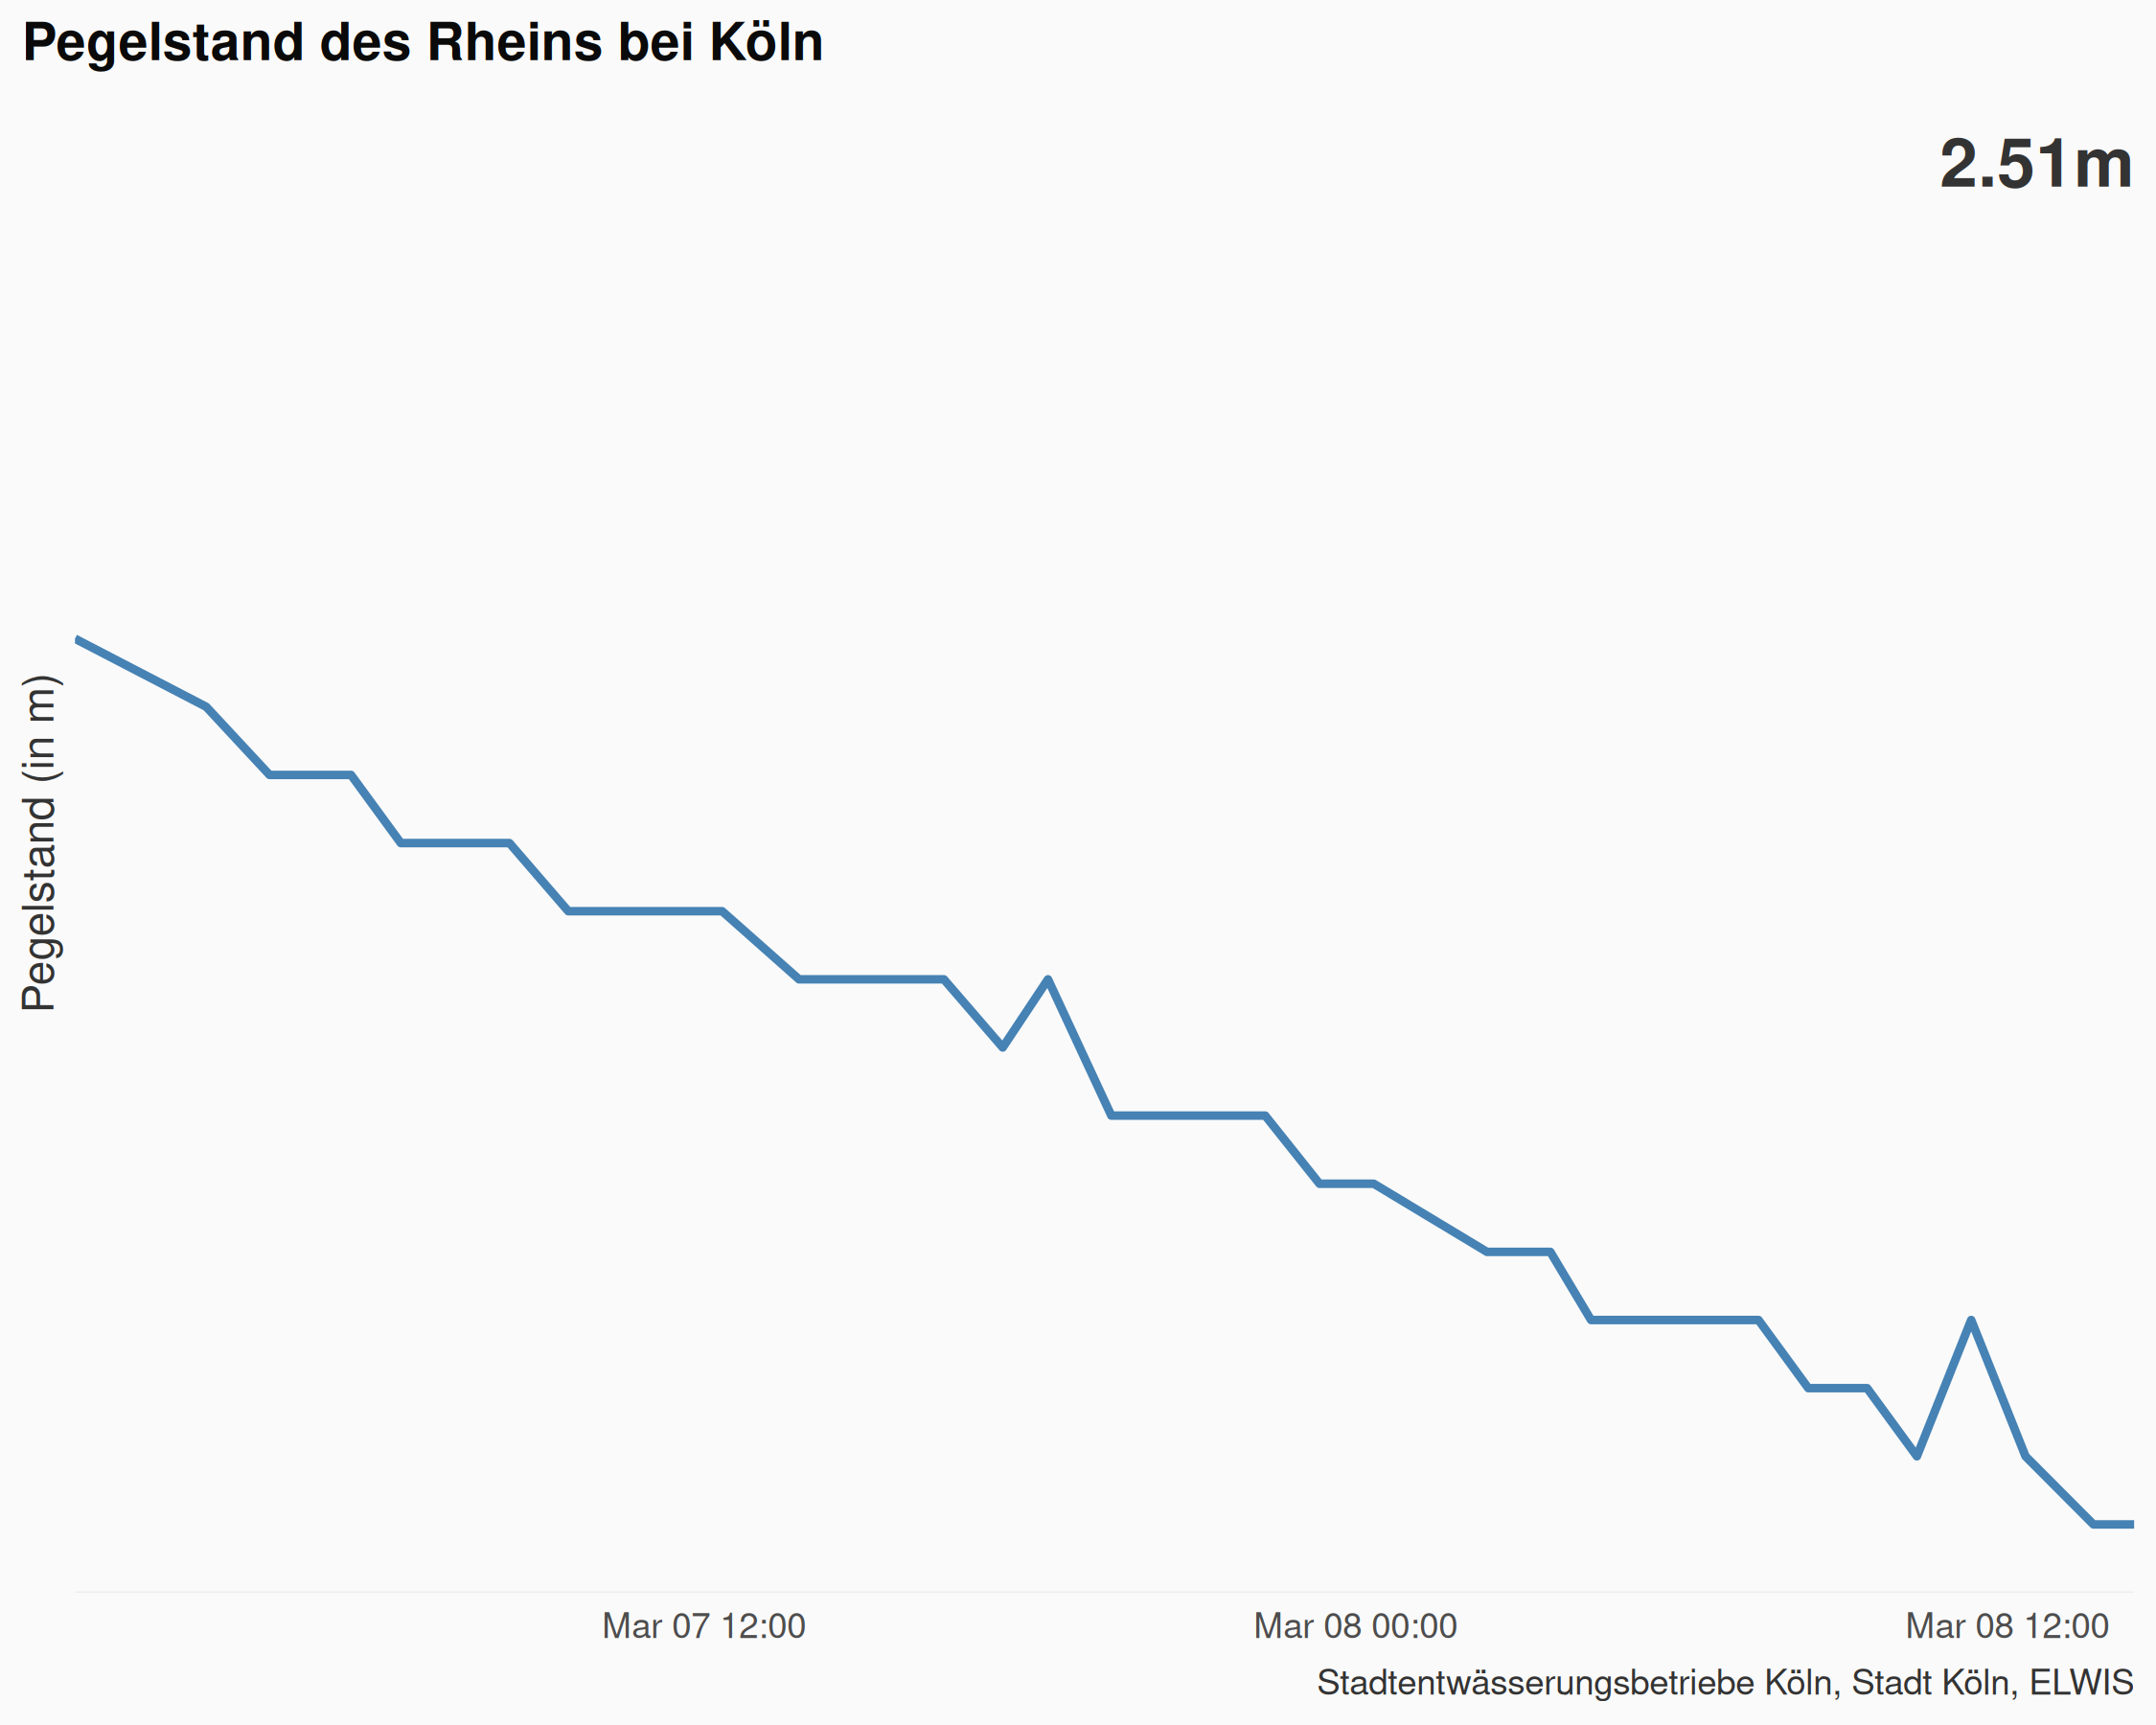 Pegelstand des Rheins bei Köln
2.51m
Pegelstand (in m)
Mar 07 12:00
Mar 08 00:00
Mar 08 12:00
Stadtentwässerungsbetriebe Köln, Stadt Köln, ELWIS